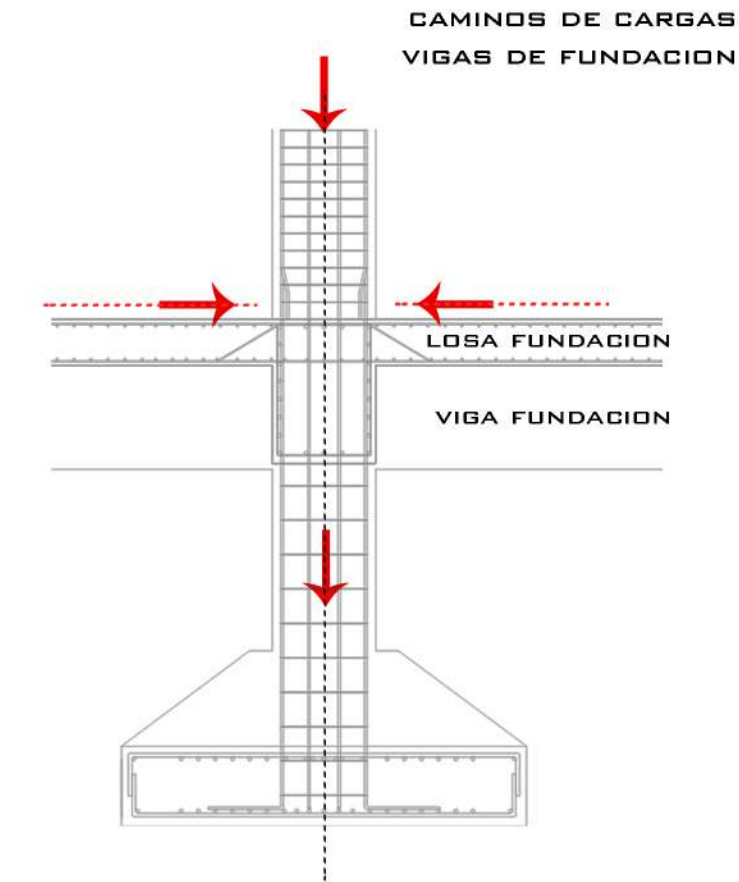 CAMINOS DE CARGAS
VIGAS DE FUNDACION
LOSA FUNDACION
VIGA FUNDACION